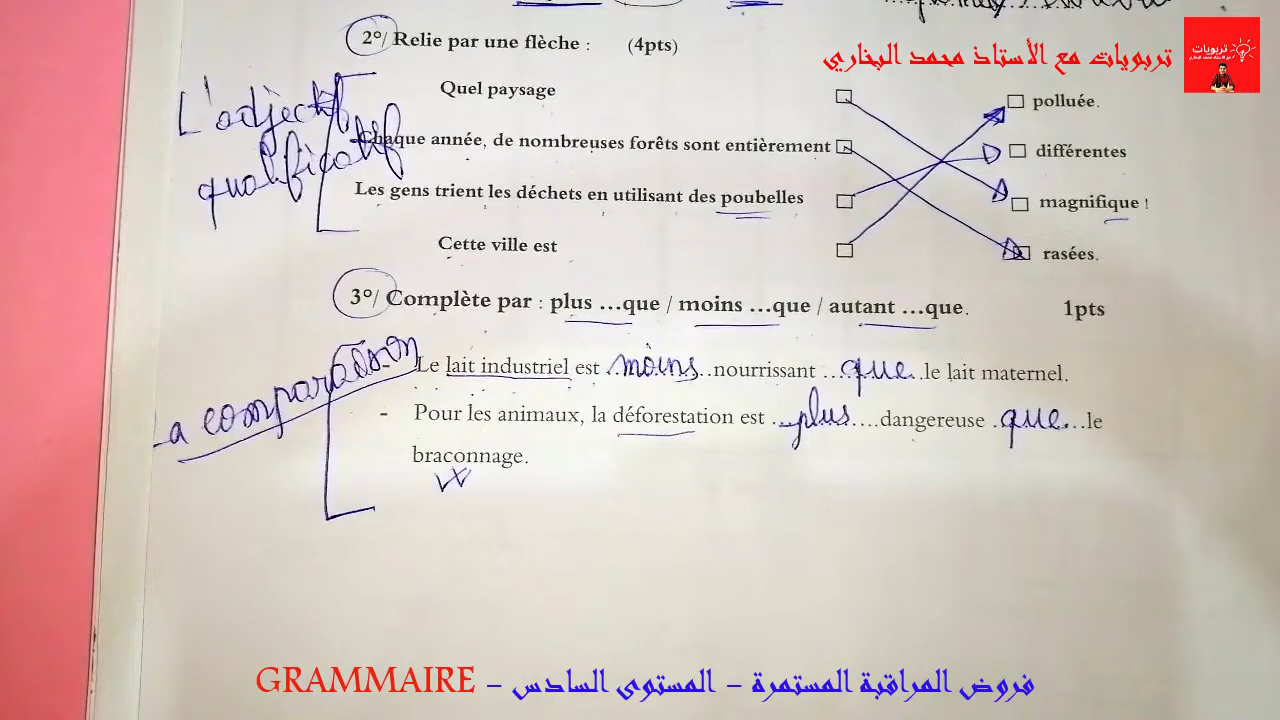 2°/ Relie par une flèche : (4pts)
تربويات مع الأستاذ محمد البخاري
تربويات
L'adjectif
qualificatif
Quel paysage
polluée.
Chaque année, de nombreuses forêts sont entièrement
différentes
Les gens trient les déchets en utilisant des poubelles
magnifique !
Cette ville est
rasées.
3°/ Complète par : plus ...que / moins ...que / autant ...que. 1pts
La comparaison
Le lait industriel est .moins..nourrissant ...que...le lait maternel.
- Pour les animaux, la déforestation est ...plus....dangereuse .que...le
braconnage.
GRAMMAIRE – فروض المراقبة المستمرة – المستوى السادس